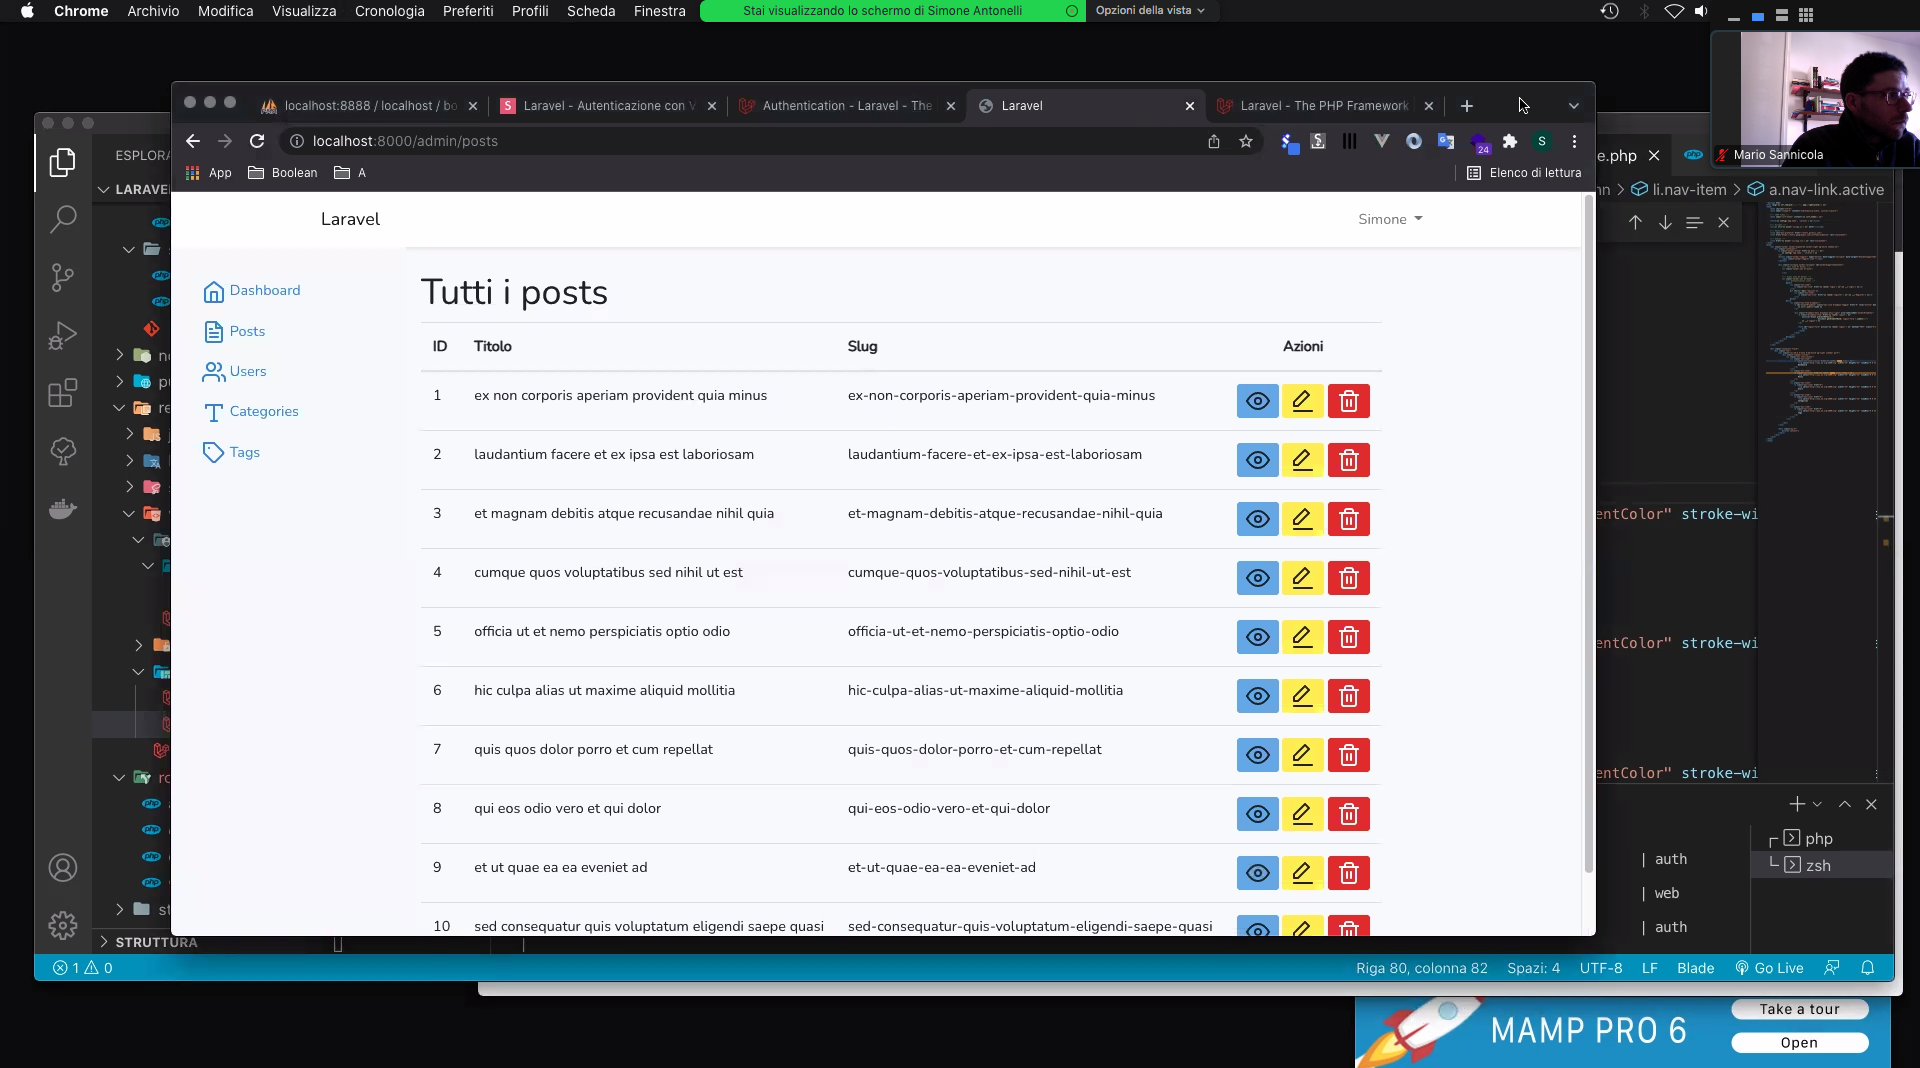 Chrome Archivio Modifica Visualizza Cronologia Preferiti Profili Scheda Finestra
Stai visualizzando lo schermo di Simone Antonelli
Opzioni della vista
Mario Sannicola
localhost:8888 / localhost / bo
Laravel - Autenticazione con V
Authentication - Laravel - The
Laravel
Laravel - The PHP Framework
localhost:8000/admin/posts
24
S
App
Boolean
A
Elenco di lettura
ESPLORA
LARAVEL
e.php
li.nav-item
a.nav-link.active
Laravel
Simone
Dashboard
Posts
Users
Categories
Tags
Tutti i posts
ID Titolo Slug Azioni
1 ex non corporis aperiam provident quia minus ex-non-corporis-aperiam-provident-quia-minus
2 laudantium facere et ex ipsa est laboriosam laudantium-facere-et-ex-ipsa-est-laboriosam
3 et magnam debitis atque recusandae nihil quia et-magnam-debitis-atque-recusandae-nihil-quia
4 cumque quos voluptatibus sed nihil ut est cumque-quos-voluptatibus-sed-nihil-ut-est
5 officia ut et nemo perspiciatis optio odio officia-ut-et-nemo-perspiciatis-optio-odio
6 hic culpa alias ut maxime aliquid mollitia hic-culpa-alias-ut-maxime-aliquid-mollitia
7 quis quos dolor porro et cum repellat quis-quos-dolor-porro-et-cum-repellat
8 qui eos odio vero et qui dolor qui-eos-odio-vero-et-qui-dolor
9 et ut quae ea ea eveniet ad et-ut-quae-ea-ea-eveniet-ad
10 sed consequatur quis voluptatum eligendi saepe quasi sed-consequatur-quis-voluptatum-eligendi-saepe-quasi
entColor" stroke-wi
entColor" stroke-wi
entColor" stroke-wi
php
zsh
| auth
| web
| auth
STRUTTURA
1 0
Riga 80, colonna 82 Spazi: 4 UTF-8 LF Blade Go Live
MAMP PRO 6
Take a tour
Open